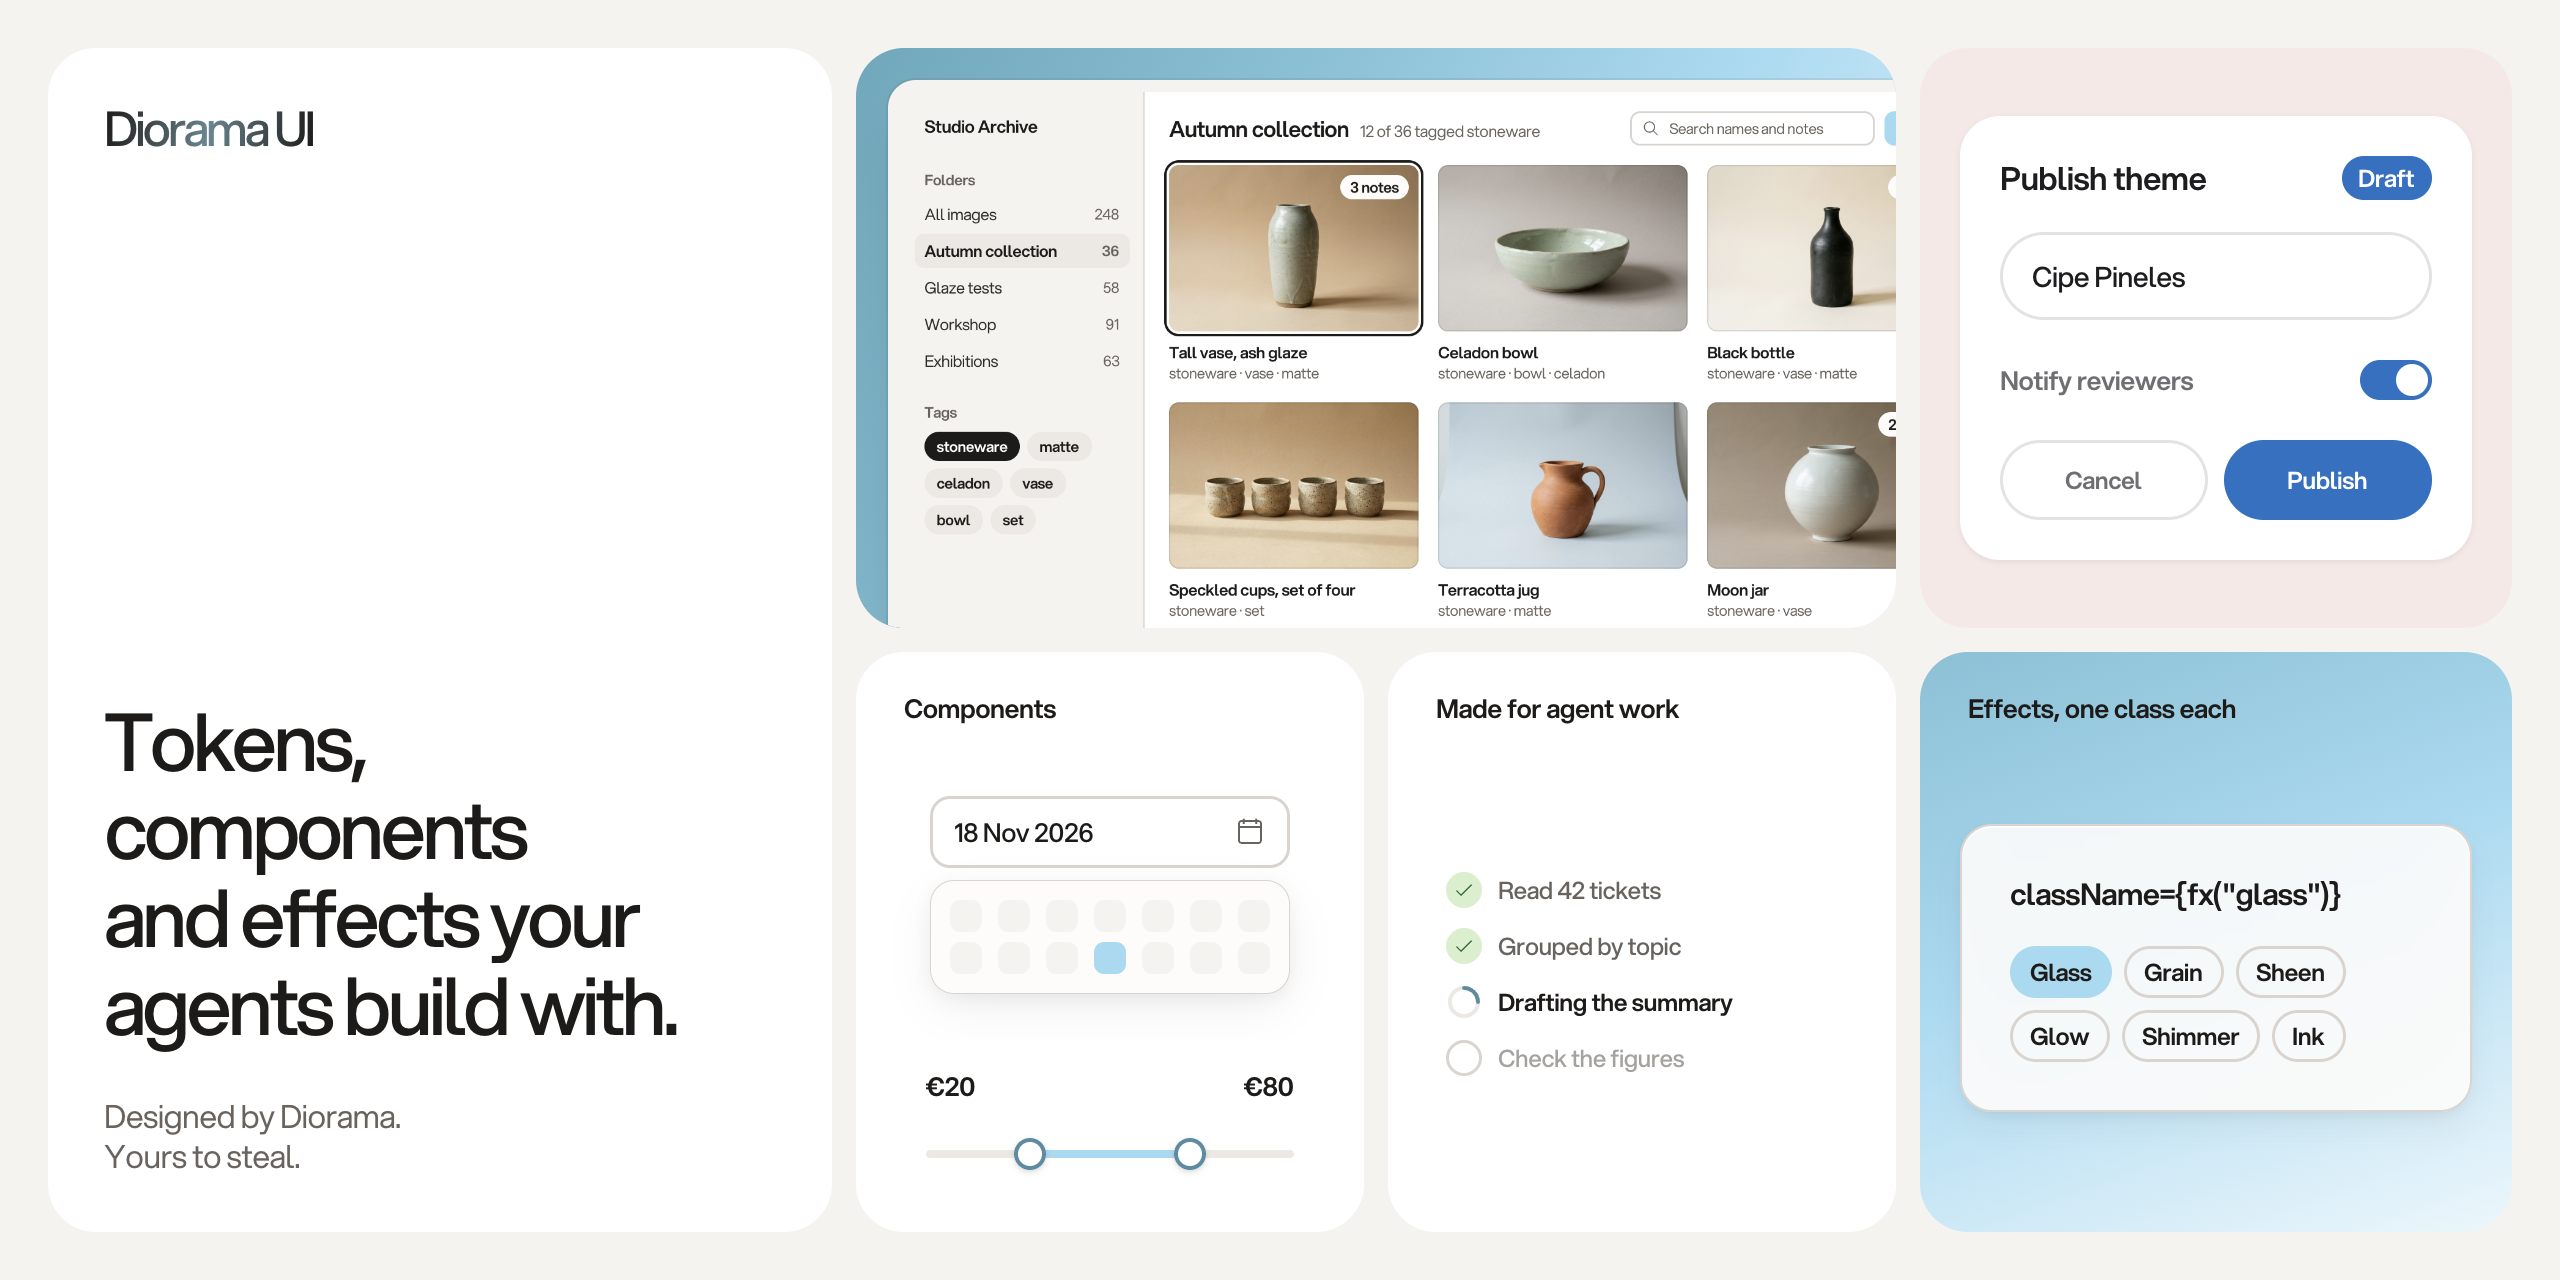 Diorama UI
Tokens,
components
and effects your
agents build with.
Designed by Diorama.
Yours to steal.
Studio Archive
Folders
All images 248
Autumn collection 36
Glaze tests 58
Workshop 91
Exhibitions 63
Tags
stoneware matte
celadon vase
bowl set
Autumn collection 12 of 36 tagged stoneware
Search names and notes
3 notes
Tall vase, ash glaze
stoneware · vase · matte
Celadon bowl
stoneware · bowl · celadon
Black bottle
stoneware · vase · matte
2
Speckled cups, set of four
stoneware · set
Terracotta jug
stoneware · matte
Moon jar
stoneware · vase
Publish theme
Draft
Cipe Pineles
Notify reviewers
Cancel
Publish
Components
18 Nov 2026
€20 €80
Made for agent work
Read 42 tickets
Grouped by topic
Drafting the summary
Check the figures
Effects, one class each
className={fx("glass")}
Glass Grain Sheen
Glow Shimmer Ink